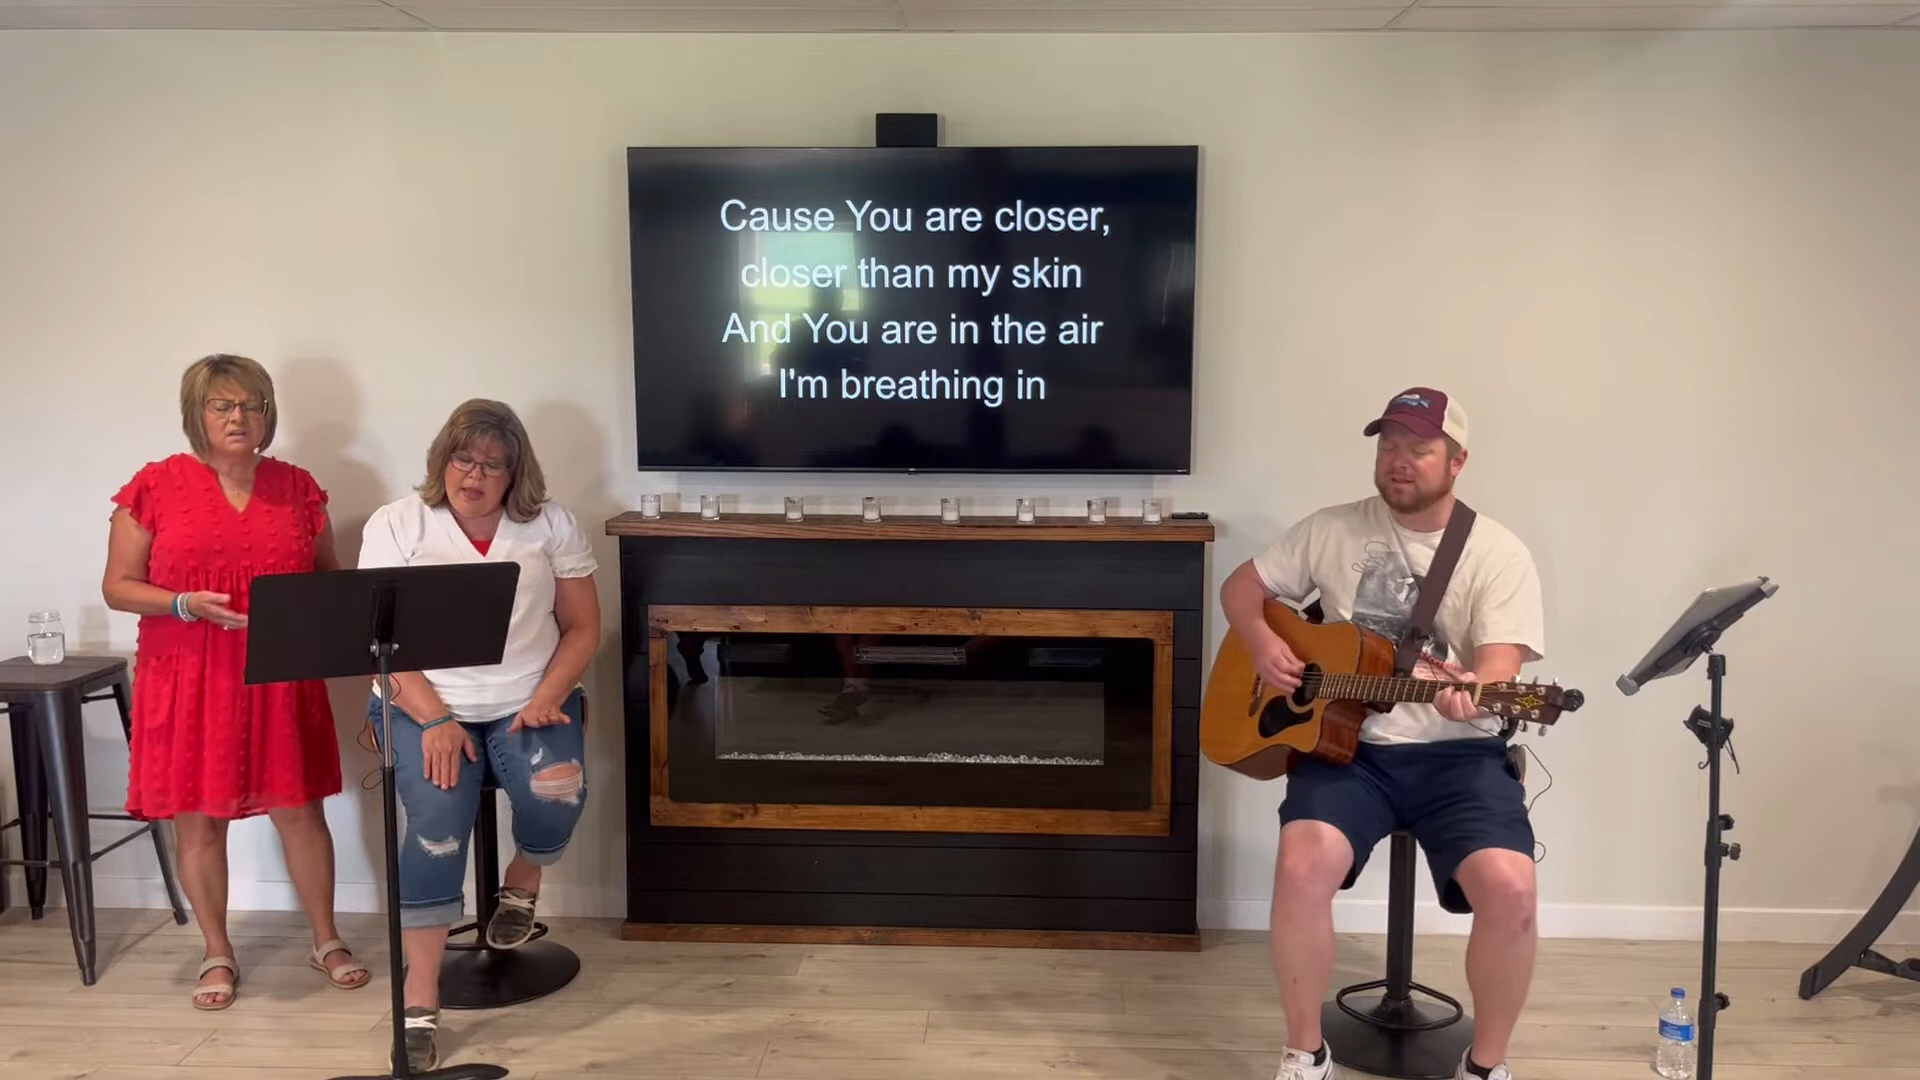 Cause You are closer,
closer than my skin
And You are in the air
I'm breathing in